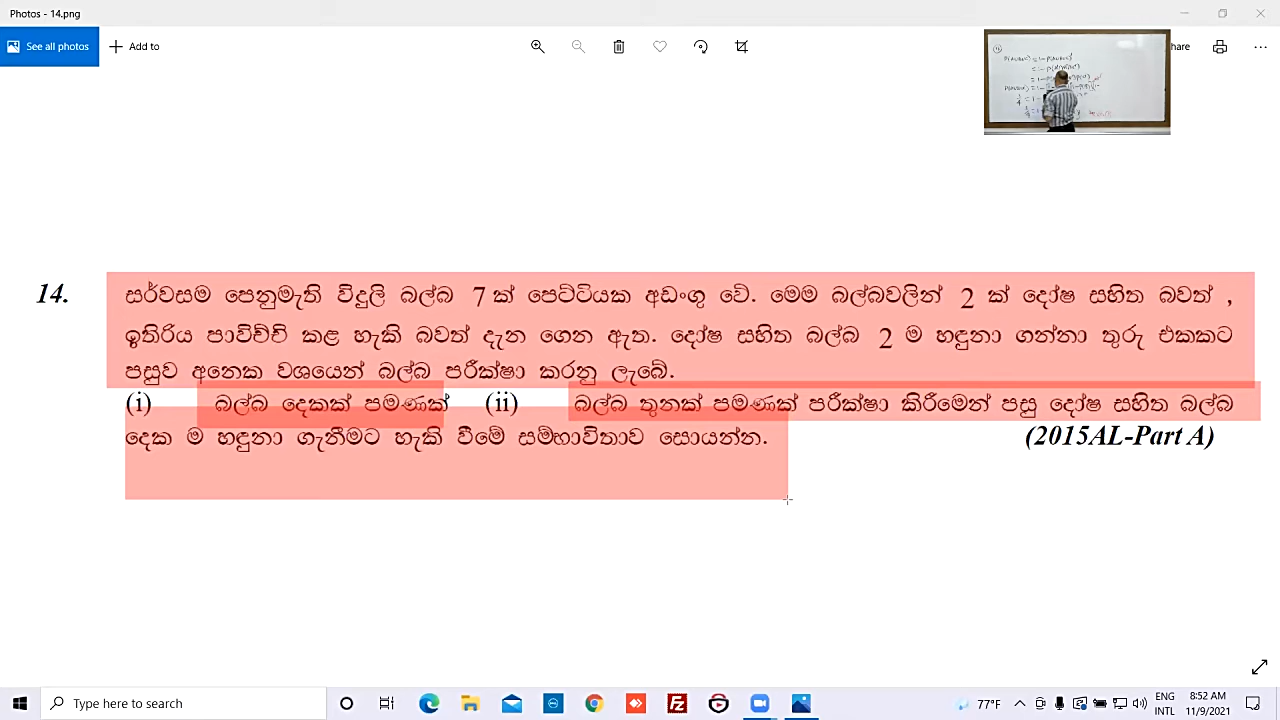 Photos - 14.png
See all photos
Add to
hare
14. සර්වසම පෙනුමැති විදුලි බල්බ 7 ක් පෙට්ටියක අඩංගු වේ. මෙම බල්බවලින් 2 ක් දෝෂ සහිත බවත් ,
ඉතිරිය පාවිච්චි කළ හැකි බවත් දැන ගෙන ඇත. දෝෂ සහිත බල්බ 2 ම හඳුනා ගන්නා තුරු එකකට
පසුව අනෙක වශයෙන් බල්බ පරීක්ෂා කරනු ලැබේ.
(i) බල්බ දෙකක් පමණක් (ii) බල්බ තුනක් පමණක් පරීක්ෂා කිරීමෙන් පසු දෝෂ සහිත බල්බ
දෙක ම හඳුනා ගැනීමට හැකි වීමේ සම්භාවිතාව සොයන්න. (2015AL-Part A)
Type here to search
77°F
ENG
INTL
8:52 AM
11/9/2021